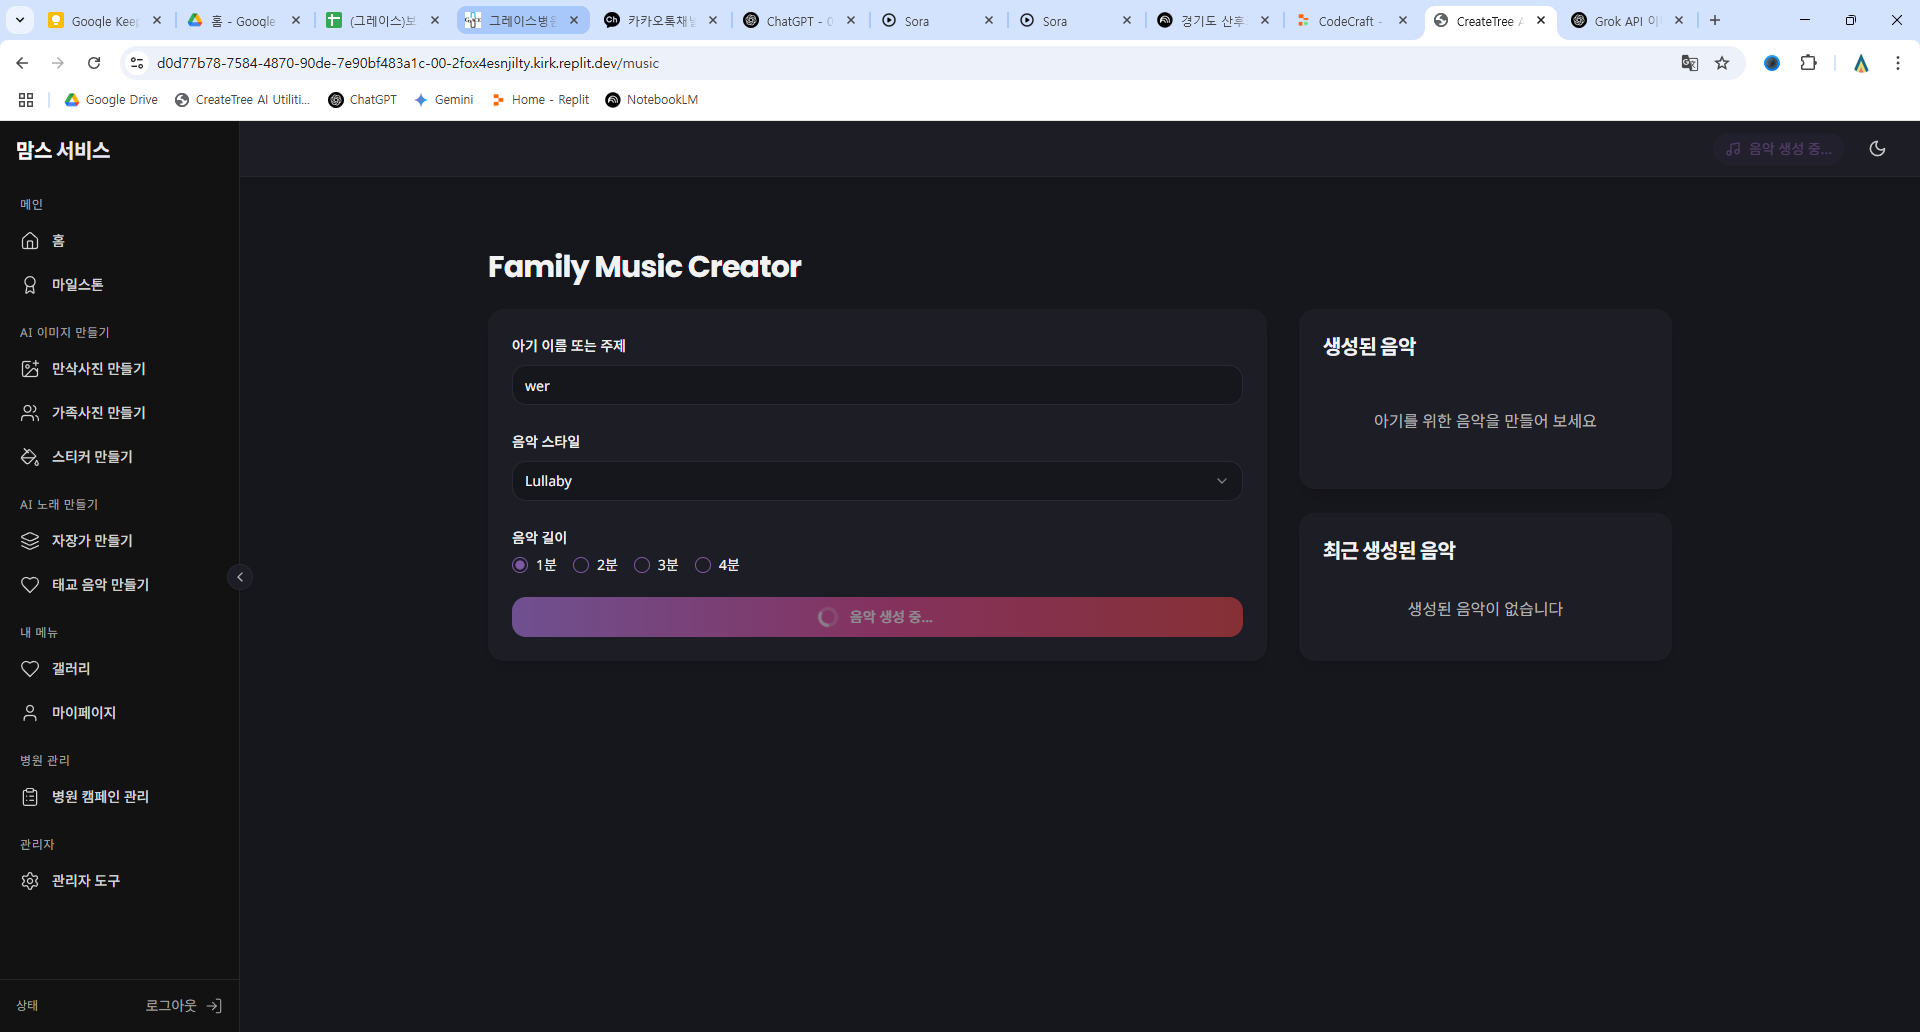 Google Keep
홈 - Google
(그레이스)보
그레이스병원
카카오톡채널
ChatGPT - 0
Sora
Sora
경기도 산후
CodeCraft -
CreateTree A
Grok API 이
d0d77b78-7584-4870-90de-7e90bf483a1c-00-2fox4esnjilty.kirk.replit.dev/music
Google Drive
CreateTree AI Utiliti...
ChatGPT
Gemini
Home - Replit
NotebookLM
맘스 서비스
음악 생성 중...
메인
홈
마일스톤
AI 이미지 만들기
만삭사진 만들기
가족사진 만들기
스티커 만들기
AI 노래 만들기
자장가 만들기
태교 음악 만들기
내 메뉴
갤러리
마이페이지
병원 관리
병원 캠페인 관리
관리자
관리자 도구
상태
로그아웃
Family Music Creator
아기 이름 또는 주제
wer
음악 스타일
Lullaby
음악 길이
1분 2분 3분 4분
음악 생성 중...
생성된 음악
아기를 위한 음악을 만들어 보세요
최근 생성된 음악
생성된 음악이 없습니다